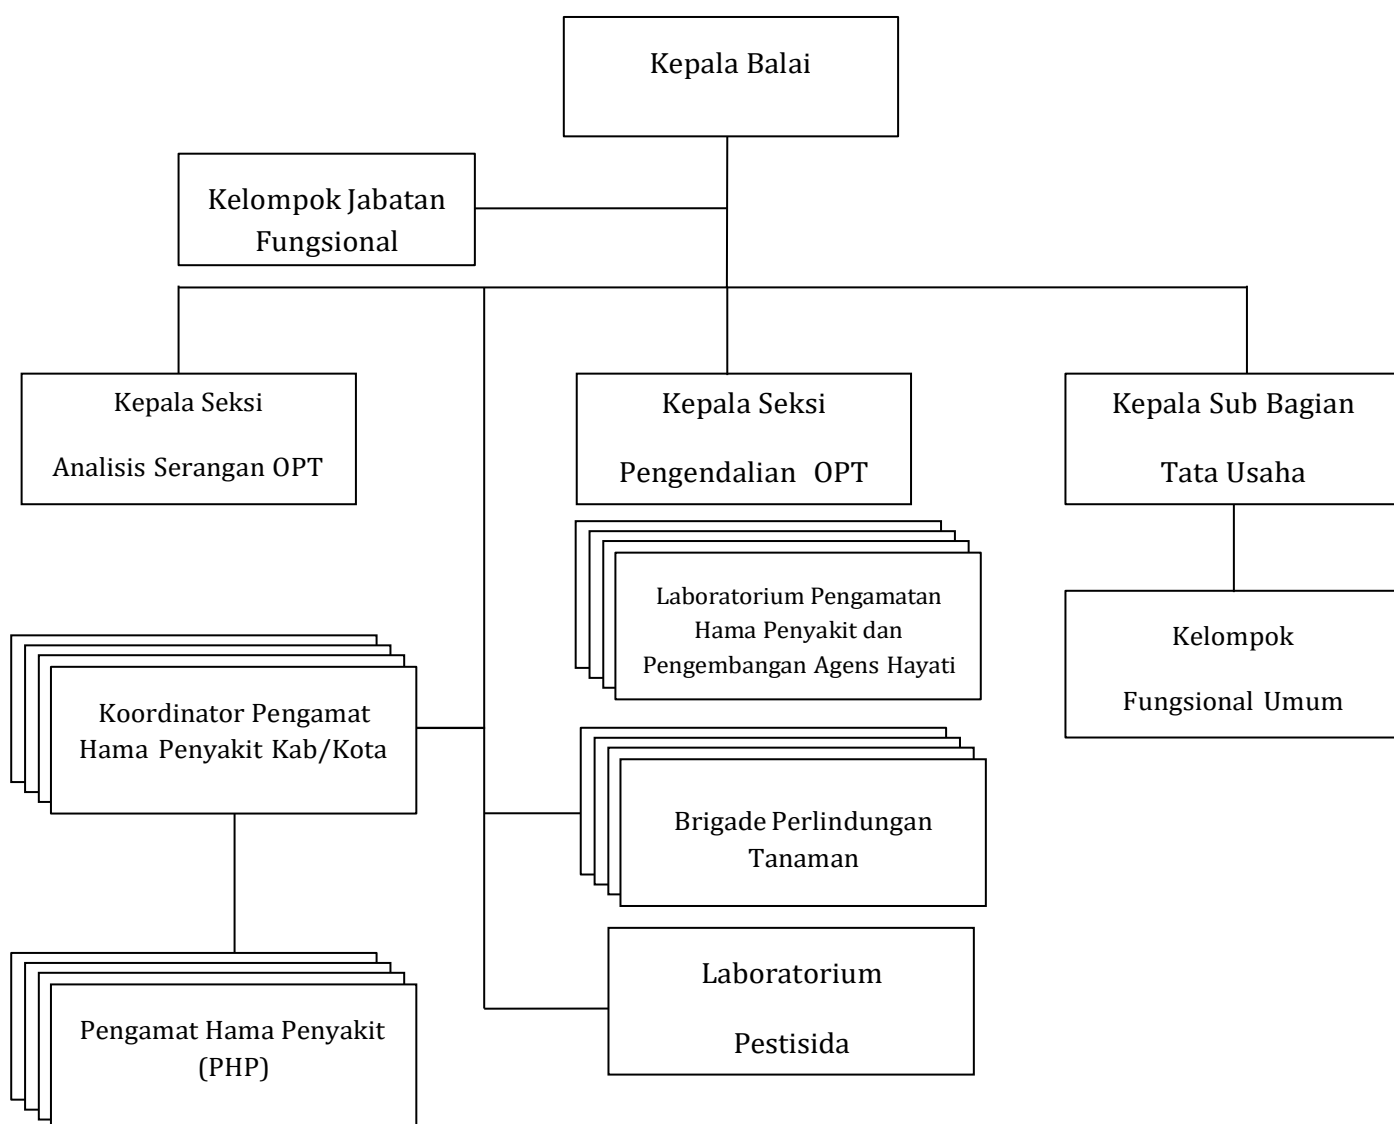 Kepala Balai
Kelompok Jabatan
Fungsional
Kepala Seksi
Analisis Serangan OPT
Kepala Seksi
Pengendalian OPT
Kepala Sub Bagian
Tata Usaha
Laboratorium Pengamatan
Hama Penyakit dan
Pengembangan Agens Hayati
Kelompok
Fungsional Umum
Koordinator Pengamat
Hama Penyakit Kab/Kota
Brigade Perlindungan
Tanaman
Laboratorium
Pestisida
Pengamat Hama Penyakit
(PHP)